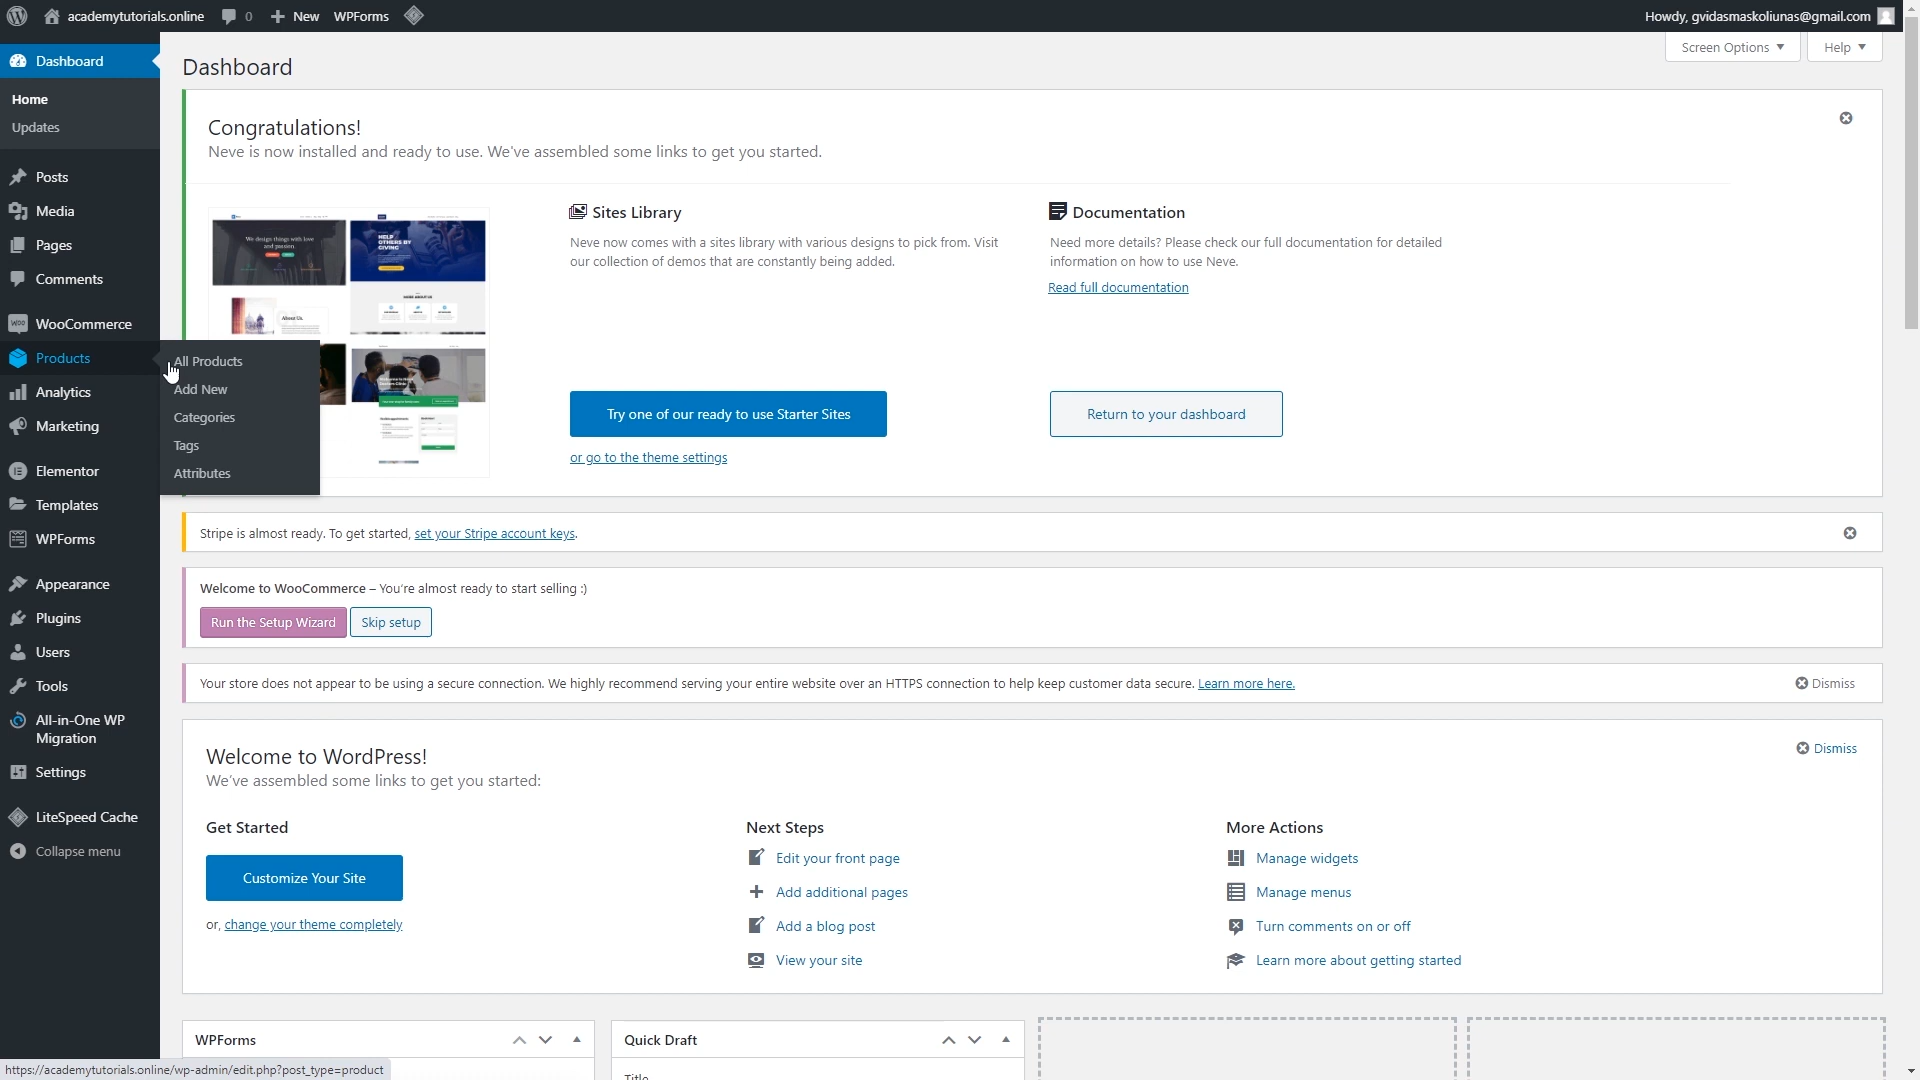 academytutorials.online
0
New
WPForms
Howdy, gvidasmaskoliunas@gmail.com
Dashboard
Home
Updates
Posts
Media
Pages
Comments
WooCommerce
Products
Analytics
Marketing
Elementor
Templates
WPForms
Appearance
Plugins
Users
Tools
All-in-One WP
Migration
Settings
LiteSpeed Cache
Collapse menu
All Products
Add New
Categories
Tags
Attributes
Screen Options
Help
Dashboard
Congratulations!
Neve is now installed and ready to use. We've assembled some links to get you started.
We design things with love
and passion.
HELP
OTHERS BY
GIVING
About Us.
Sites Library
Neve now comes with a sites library with various designs to pick from. Visit
our collection of demos that are constantly being added.
Try one of our ready to use Starter Sites
or go to the theme settings
Documentation
Need more details? Please check our full documentation for detailed
information on how to use Neve.
Read full documentation
Return to your dashboard
Stripe is almost ready. To get started, set your Stripe account keys.
Welcome to WooCommerce – You're almost ready to start selling :)
Run the Setup Wizard
Skip setup
Your store does not appear to be using a secure connection. We highly recommend serving your entire website over an HTTPS connection to help keep customer data secure. Learn more here.
Dismiss
Welcome to WordPress!
We've assembled some links to get you started:
Dismiss
Get Started
Customize Your Site
or, change your theme completely
Next Steps
Edit your front page
Add additional pages
Add a blog post
View your site
More Actions
Manage widgets
Manage menus
Turn comments on or off
Learn more about getting started
WPForms
Quick Draft
Title
https://academytutorials.online/wp-admin/edit.php?post_type=product